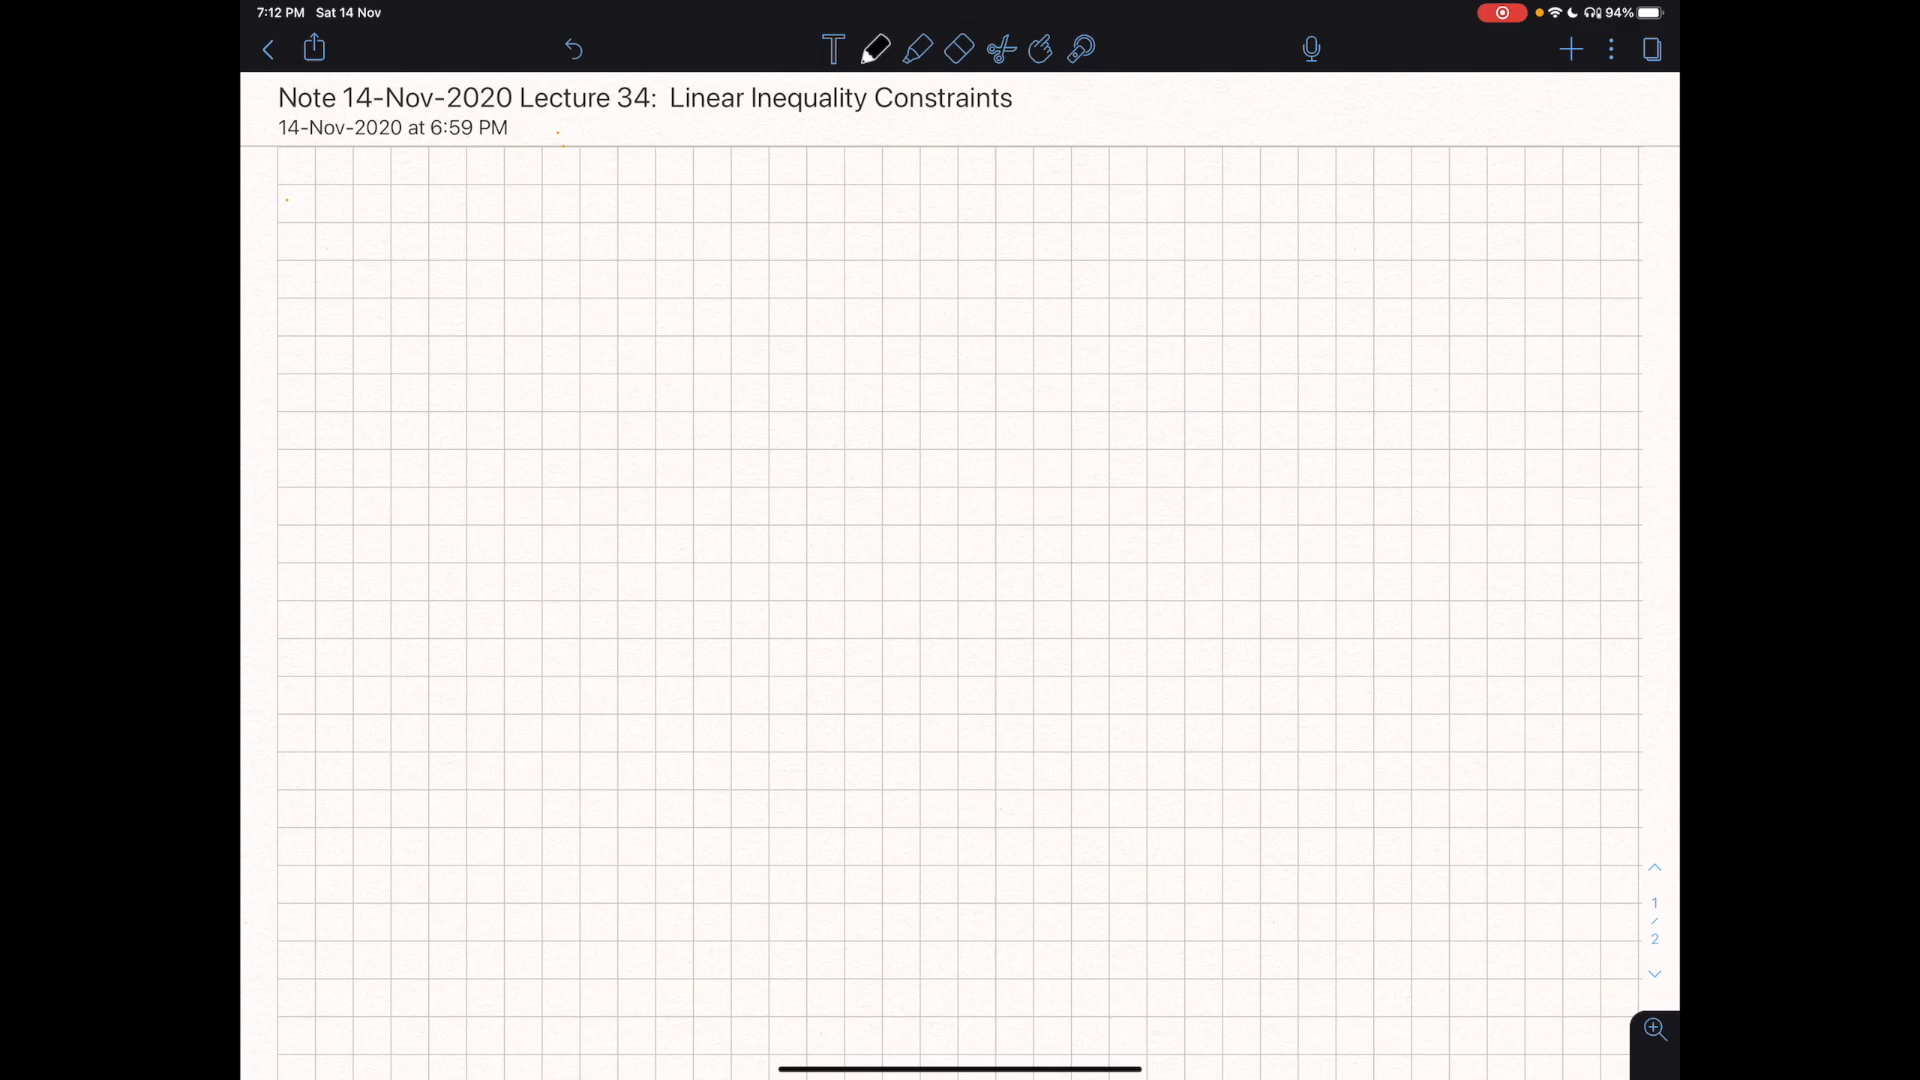 7:12 PM Sat 14 Nov
94%
Note 14-Nov-2020 Lecture 34: Linear Inequality Constraints
14-Nov-2020 at 6:59 PM
1
/
2